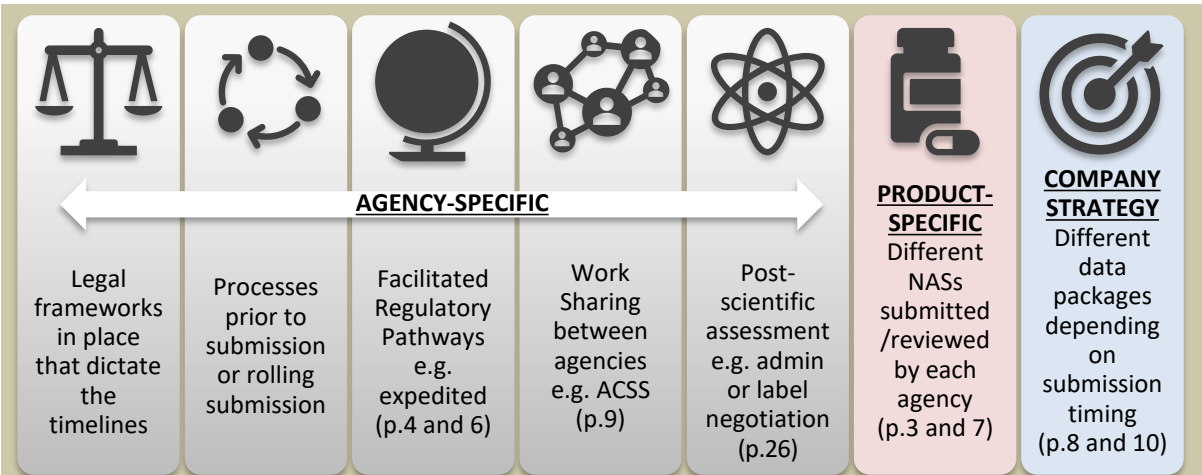 AGENCY-SPECIFIC
Legal
frameworks
in place
that dictate
the
timelines
Processes
prior to
submission
or rolling
submission
Facilitated
Regulatory
Pathways
e.g.
expedited
(p.4 and 6)
Work
Sharing
between
agencies
e.g. ACSS
(p.9)
Post-
scientific
assessment
e.g. admin
or label
negotiation
(p.26)
PRODUCT-
SPECIFIC
Different
NASs
submitted
/reviewed
by each
agency
(p.3 and 7)
COMPANY
STRATEGY
Different
data
packages
depending
on
submission
timing
(p.8 and 10)